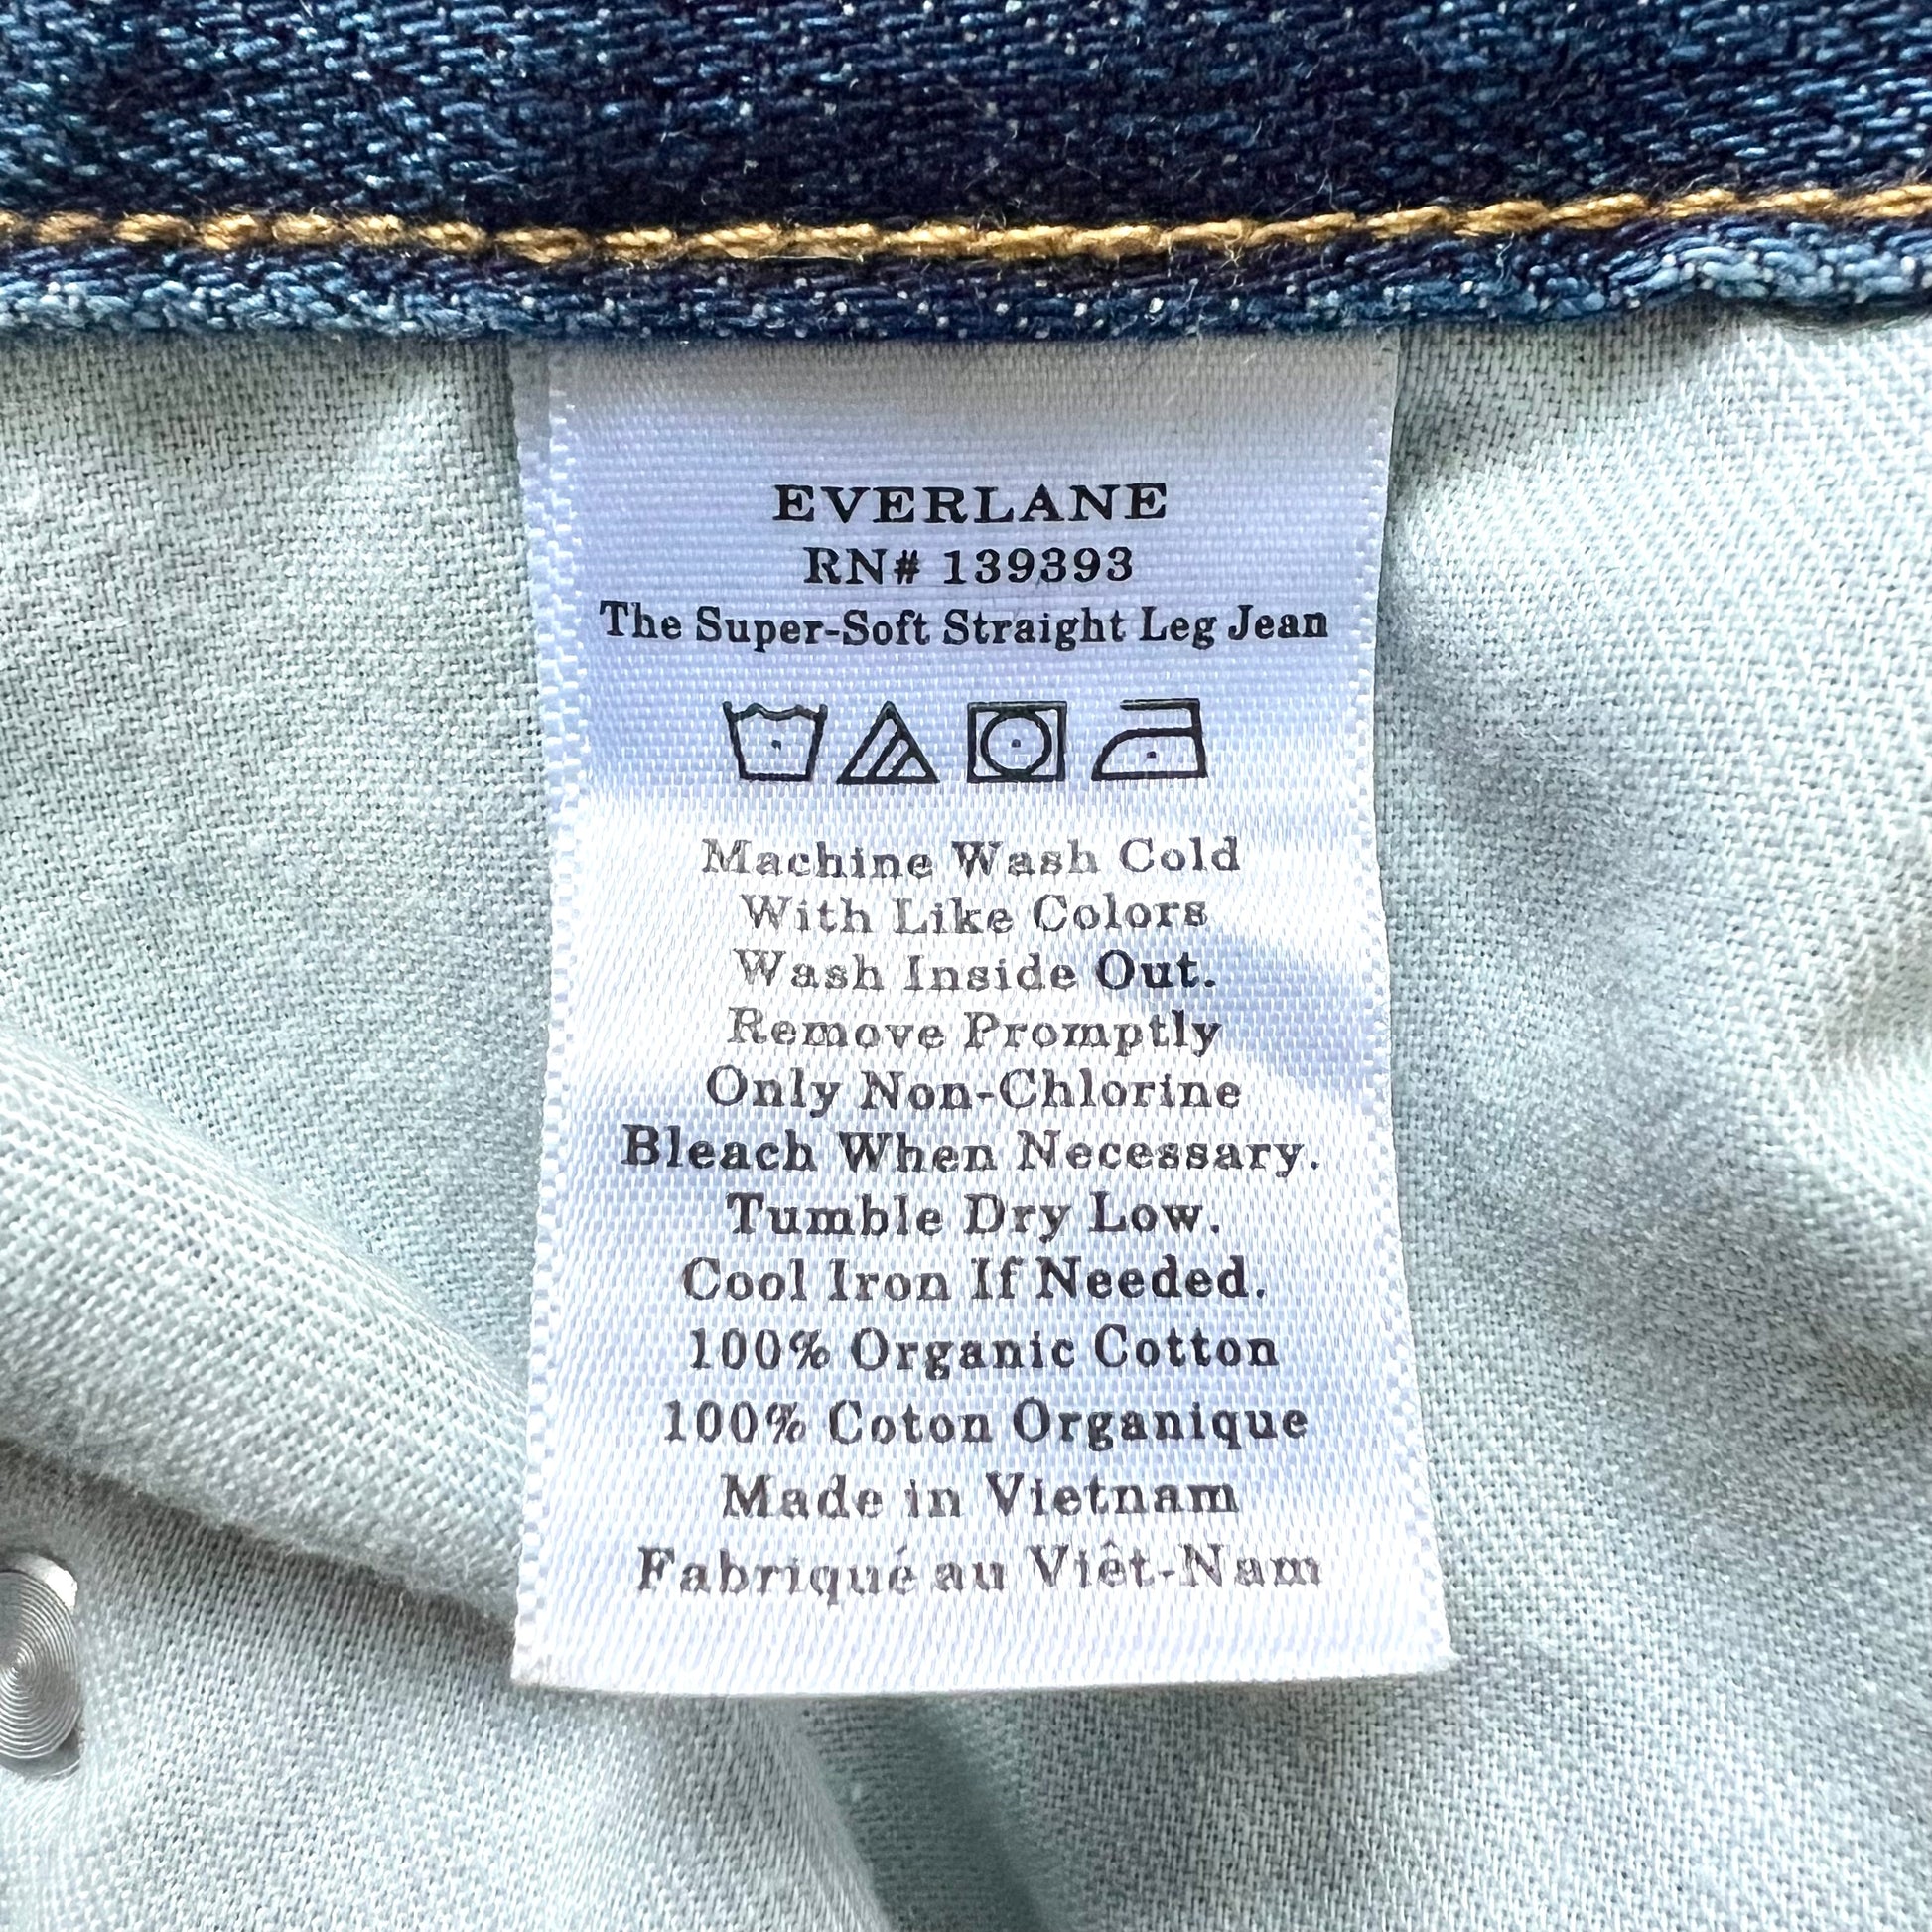 EVERLANE
RN# 139393
The Super-Soft Straight Leg Jean
Machine Wash Cold
With Like Colors
Wash Inside Out.
Remove Promptly
Only Non-Chlorine
Bleach When Necessary.
Tumble Dry Low.
Cool Iron If Needed.
100% Organic Cotton
100% Coton Organique
Made in Vietnam
Fabriqué au Viêt-Nam